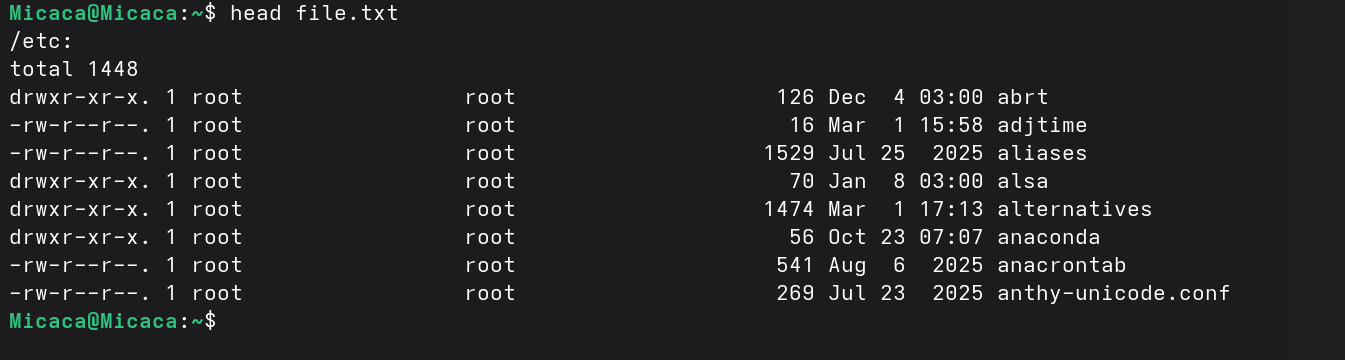 Micaca@Micaca:~$ head file.txt
/etc:
total 1448
drwxr-xr-x. 1 root                 root                    126 Dec  4 03:00 abrt
-rw-r--r--. 1 root                 root                     16 Mar  1 15:58 adjtime
-rw-r--r--. 1 root                 root                   1529 Jul 25  2025 aliases
drwxr-xr-x. 1 root                 root                     70 Jan  8 03:00 alsa
drwxr-xr-x. 1 root                 root                   1474 Mar  1 17:13 alternatives
drwxr-xr-x. 1 root                 root                     56 Oct 23 07:07 anaconda
-rw-r--r--. 1 root                 root                    541 Aug  6  2025 anacrontab
-rw-r--r--. 1 root                 root                    269 Jul 23  2025 anthy-unicode.conf
Micaca@Micaca:~$